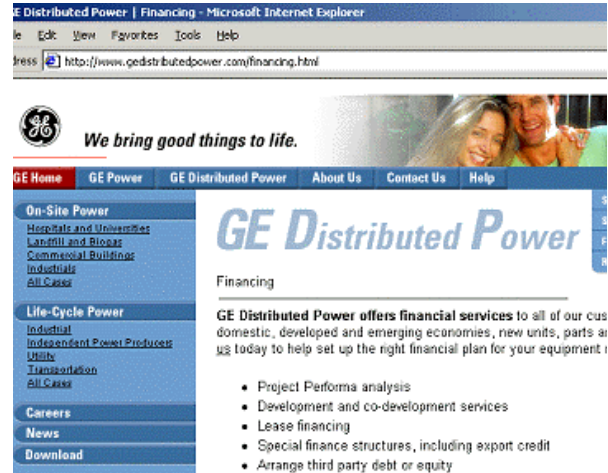 E Distributed Power | Financing - Microsoft Internet Explorer
le Edit View Favorites Tools Help
dress http://www.gedistributedpower.com/financing.html
GE
We bring good things to life.
GE Home GE Power GE Distributed Power About Us Contact Us Help
On-Site Power
Hospitals and Universities
Landfill and Biogas
Commercial Buildings
Industrials
All Cases
Life-Cycle Power
Industrial
Independent Power Producers
Utility
Transportation
All Cases
Careers
News
Download
GE Distributed Power
S
S
F
R
Financing
GE Distributed Power offers financial services to all of our cus
domestic, developed and emerging economies, new units, parts a
us today to help set up the right financial plan for your equipment
• Project Performa analysis
• Development and co-development services
• Lease financing
• Special finance structures, including export credit
• Arrange third party debt or equity